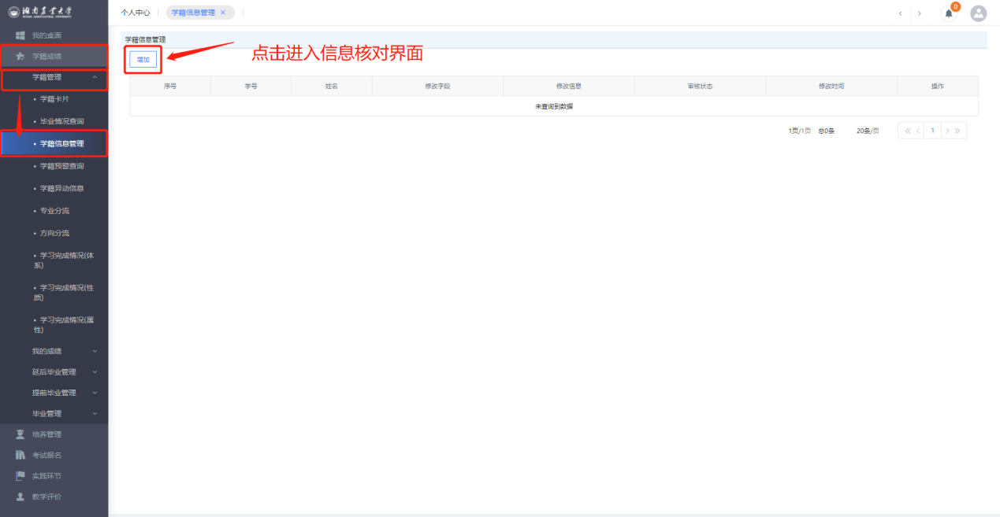 湖南农业大学
HUNAN AGRICULTURAL UNIVERSITY
个人中心
学籍信息管理 ×
0
我的桌面
学籍成绩
学籍管理
• 学籍卡片
• 毕业情况查询
• 学籍信息管理
• 学籍预警查询
• 学籍异动信息
• 专业分流
• 方向分流
• 学习完成情况(体
系)
• 学习完成情况(性
质)
• 学习完成情况(属
性)
我的成绩
延后毕业管理
提前毕业管理
毕业管理
培养管理
考试报名
实践环节
教学评价
学籍信息管理
增加
点击进入信息核对界面
序号 学号 姓名 修改字段 修改信息 审核状态 修改时间 操作
未查询到数据
1页/1页 总0条 20条/页 « < 1 > »